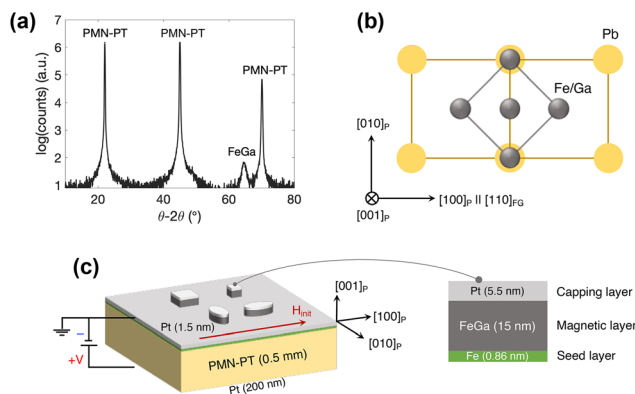 (a)
PMN-PT
PMN-PT
PMN-PT
FeGa
log(counts) (a.u.)
7
6
5
4
3
2
1
20
40
60
80
θ-2θ (°)
(b)
Pb
Fe/Ga
[010]P
[001]P
[100]P || [110]FG
(c)
Pt (1.5 nm)
Hinit
[001]P
[100]P
[010]P
−
+V
PMN-PT (0.5 mm)
Pt (200 nm)
Pt (5.5 nm)
Capping layer
FeGa (15 nm)
Magnetic layer
Fe (0.86 nm)
Seed layer